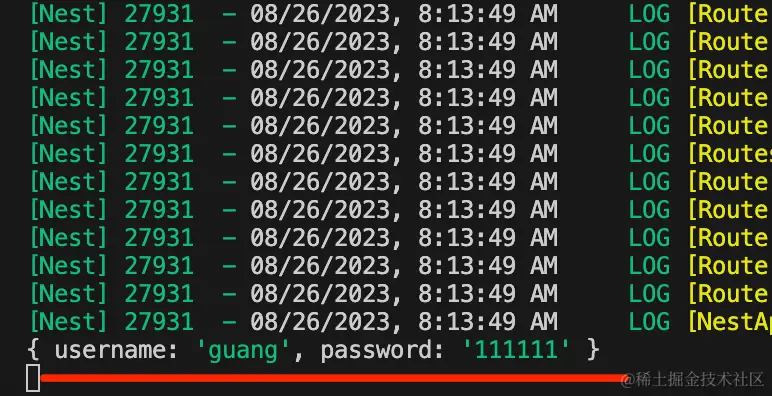 [Nest] 27931  - 08/26/2023, 8:13:49 AM     LOG [Route
[Nest] 27931  - 08/26/2023, 8:13:49 AM     LOG [Route
[Nest] 27931  - 08/26/2023, 8:13:49 AM     LOG [Route
[Nest] 27931  - 08/26/2023, 8:13:49 AM     LOG [Route
[Nest] 27931  - 08/26/2023, 8:13:49 AM     LOG [Route
[Nest] 27931  - 08/26/2023, 8:13:49 AM     LOG [Routes
[Nest] 27931  - 08/26/2023, 8:13:49 AM     LOG [Route
[Nest] 27931  - 08/26/2023, 8:13:49 AM     LOG [Route
[Nest] 27931  - 08/26/2023, 8:13:49 AM     LOG [Route
[Nest] 27931  - 08/26/2023, 8:13:49 AM     LOG [Route
[Nest] 27931  - 08/26/2023, 8:13:49 AM     LOG [Route
[Nest] 27931  - 08/26/2023, 8:13:49 AM     LOG [NestAp
{ username: 'guang', password: '111111' }
@稀土掘金技术社区